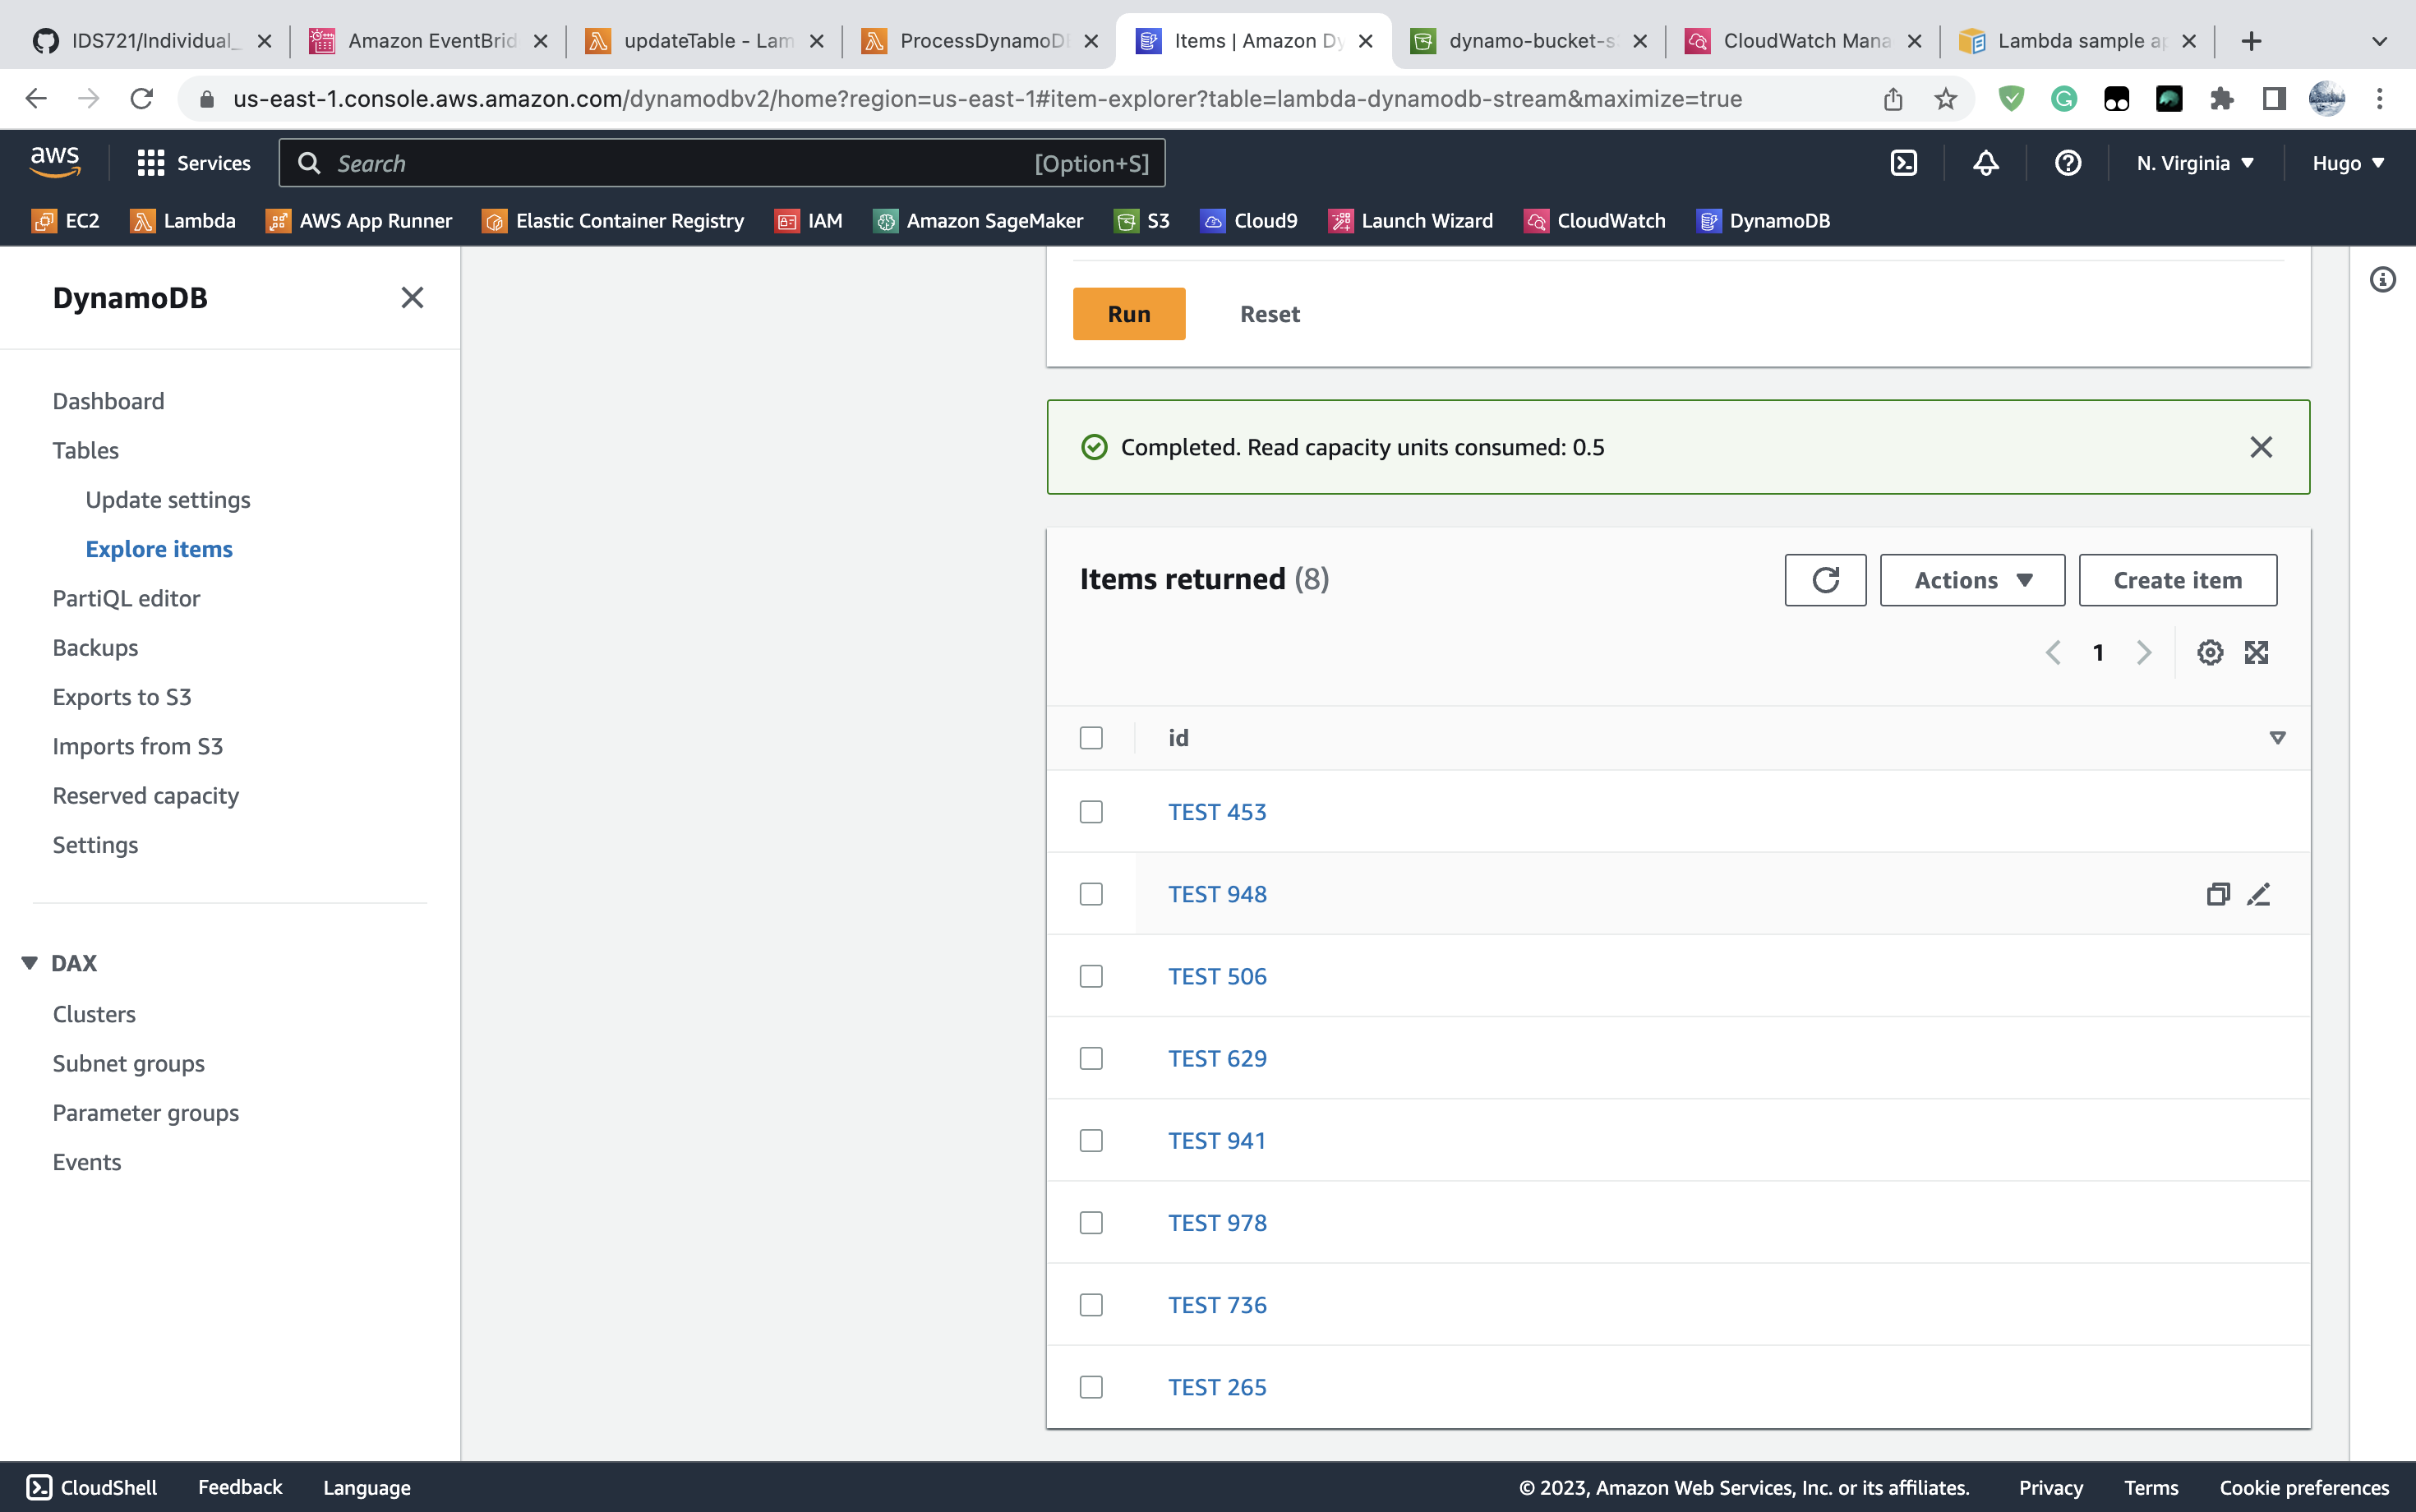 IDS721/Individual_
Amazon EventBrid
updateTable - Lam
ProcessDynamoD
Items | Amazon Dy
dynamo-bucket-s
CloudWatch Mana
Lambda sample a
us-east-1.console.aws.amazon.com/dynamodbv2/home?region=us-east-1#item-explorer?table=lambda-dynamodb-stream&maximize=true
aws Services Search [Option+S] N. Virginia Hugo
EC2 Lambda AWS App Runner Elastic Container Registry IAM Amazon SageMaker S3 Cloud9 Launch Wizard CloudWatch DynamoDB
DynamoDB
Dashboard
Tables
Update settings
Explore items
PartiQL editor
Backups
Exports to S3
Imports from S3
Reserved capacity
Settings
DAX
Clusters
Subnet groups
Parameter groups
Events
Run Reset
Completed. Read capacity units consumed: 0.5
Items returned (8)
Actions
Create item
1
id
TEST 453
TEST 948
TEST 506
TEST 629
TEST 941
TEST 978
TEST 736
TEST 265
CloudShell Feedback Language
© 2023, Amazon Web Services, Inc. or its affiliates. Privacy Terms Cookie preferences